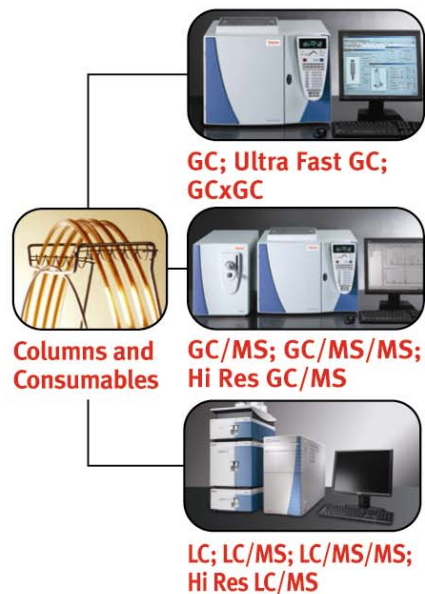 GC; Ultra Fast GC;
GCxGC
Columns and
Consumables
GC/MS; GC/MS/MS;
Hi Res GC/MS
LC; LC/MS; LC/MS/MS;
Hi Res LC/MS